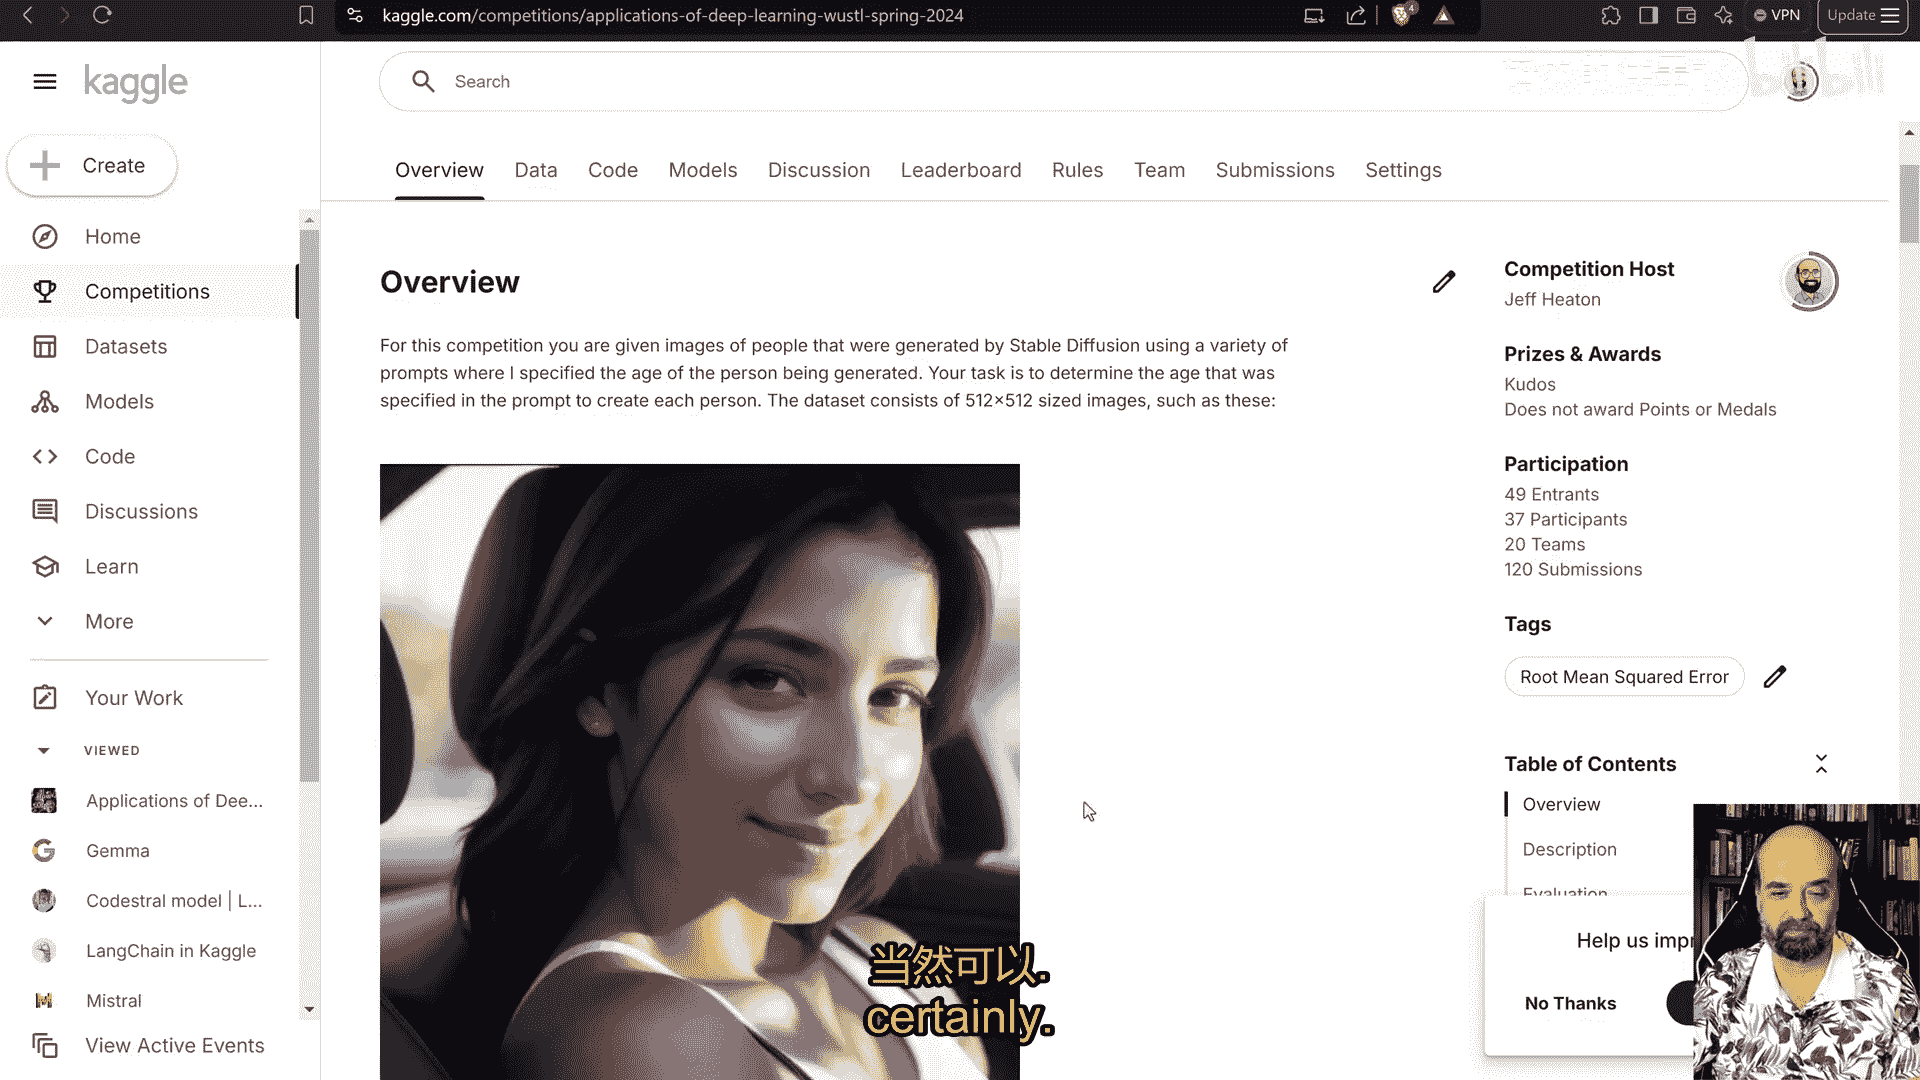 kaggle.com/competitions/applications-of-deep-learning-wustl-spring-2024
4
VPN
Update
kaggle
Search
bilibili
Create
Overview
Data
Code
Models
Discussion
Leaderboard
Rules
Team
Submissions
Settings
Home
Competitions
Datasets
Models
Code
Discussions
Learn
More
Your Work
VIEWED
Applications of Dee...
Gemma
Codestral model | L...
LangChain in Kaggle
Mistral
View Active Events
Overview
For this competition you are given images of people that were generated by Stable Diffusion using a variety of
prompts where I specified the age of the person being generated. Your task is to determine the age that was
specified in the prompt to create each person. The dataset consists of 512×512 sized images, such as these:
Competition Host
Jeff Heaton
Prizes & Awards
Kudos
Does not award Points or Medals
Participation
49 Entrants
37 Participants
20 Teams
120 Submissions
Tags
Root Mean Squared Error
Table of Contents
Overview
Description
Evaluation
Help us impr
No Thanks
当然可以.
certainly.